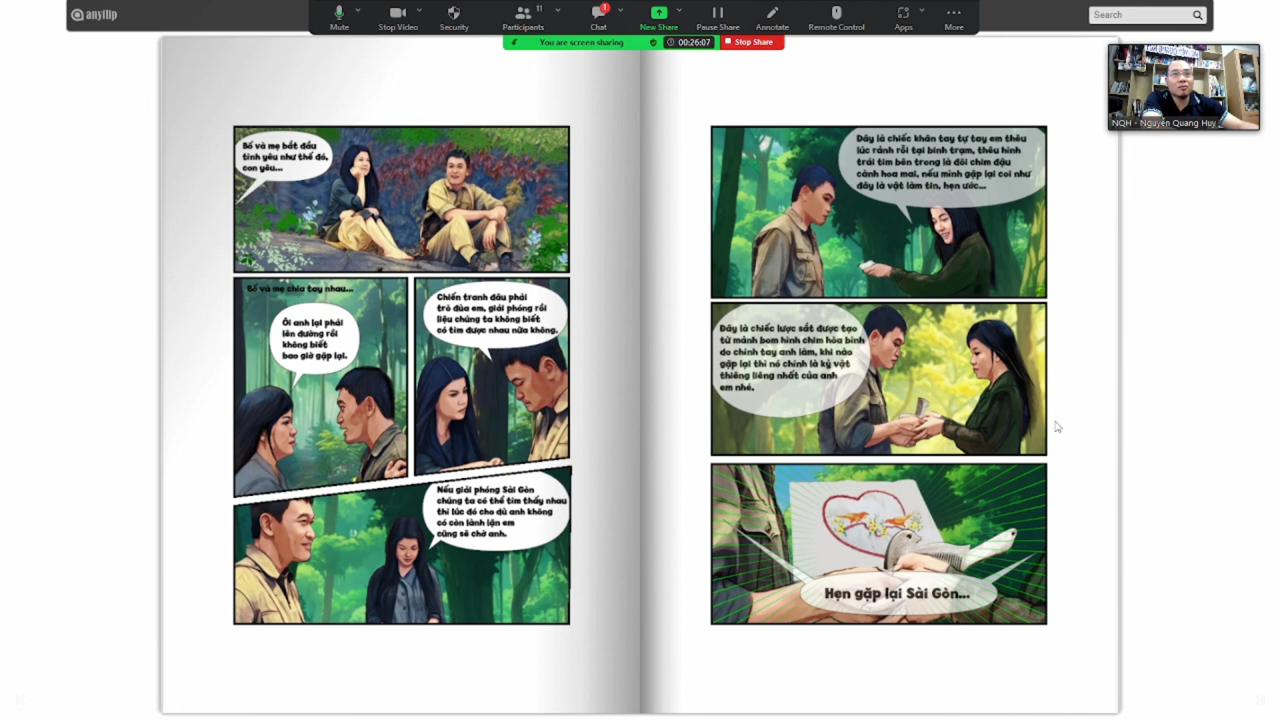 anyflip
Mute
Stop Video
Security
Participants
11
Chat
1
New Share
Pause Share
Annotate
Remote Control
Apps
More
Search
You are screen sharing
00:26:07
Stop Share
NQH - Nguyễn Quang Huy
Bố và mẹ bắt đầu
tình yêu như thế đó,
con yêu...
Bố và mẹ chia tay nhau...
Ôi anh lại phải
lên đường rồi
không biết
bao giờ gặp lại.
Chiến tranh đâu phải
trò đùa em, giải phóng rồi
liệu chúng ta không biết
có tìm được nhau nữa không.
Nếu giải phóng Sài Gòn
chúng ta có thể tìm thấy nhau
thì lúc đó cho dù anh không
có còn lành lặn em
cũng sẽ chờ anh.
Đây là chiếc khăn tay tự tay em thêu
lúc rảnh rỗi tại binh trạm, thêu hình
trái tim bên trong là đôi chim đậu
cành hoa mai, nếu mình gặp lại coi như
đây là vật làm tin, hẹn ước...
Đây là chiếc lược sắt được tạo
từ mảnh bom hình chim hòa bình
do chính tay anh làm, khi nào
gặp lại thì nó chính là kỷ vật
thiêng liêng nhất của anh
em nhé.
Hẹn gặp lại Sài Gòn...